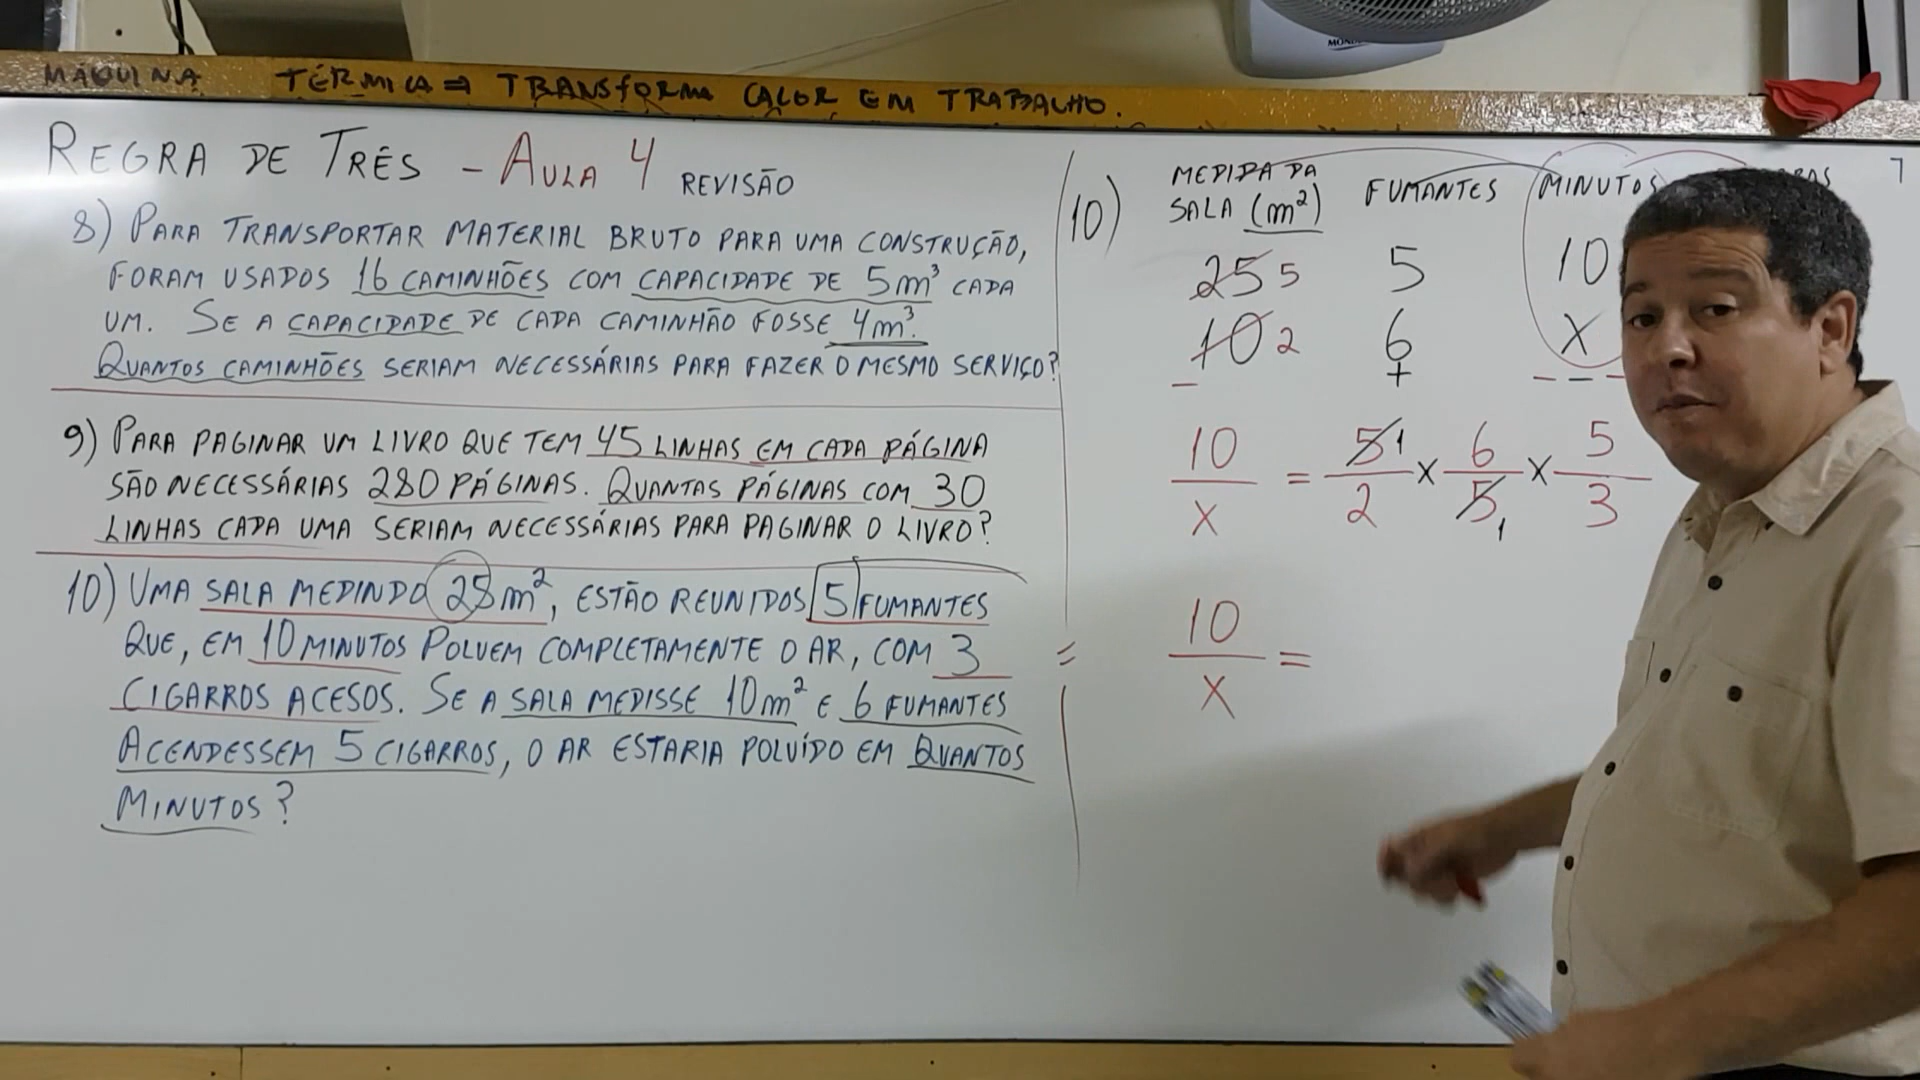 MÁQUINA TÉRMICA ⇒ TRANSFORMA CALOR EM TRABALHO.
REGRA DE TRÊS - AULA 4 REVISÃO
8) PARA TRANSPORTAR MATERIAL BRUTO PARA UMA CONSTRUÇÃO,
FORAM USADOS 16 CAMINHÕES COM CAPACIDADE DE 5m³ CADA
UM. SE A CAPACIDADE DE CADA CAMINHÃO FOSSE 4m³.
QUANTOS CAMINHÕES SERIAM NECESSÁRIAS PARA FAZER O MESMO SERVIÇO?
9) PARA PAGINAR UM LIVRO QUE TEM 45 LINHAS EM CADA PÁGINA
SÃO NECESSÁRIAS 280 PÁGINAS. QUANTAS PÁGINAS COM 30
LINHAS CADA UMA SERIAM NECESSÁRIAS PARA PAGINAR O LIVRO?
10) UMA SALA MEDINDO 25m², ESTÃO REUNIDOS 5 FUMANTES
QUE, EM 10 MINUTOS POLUEM COMPLETAMENTE O AR, COM 3
CIGARROS ACESOS. SE A SALA MEDISSE 10m² E 6 FUMANTES
ACENDESSEM 5 CIGARROS, O AR ESTARIA POLUÍDO EM QUANTOS
MINUTOS?
10) MEDIDA DA
SALA (m²) FUMANTES MINUTOS
25 5 5 10
10 2 6 X
- + ---
10/X = 5 1/2 × 6/5 1 × 5/3
10/X =